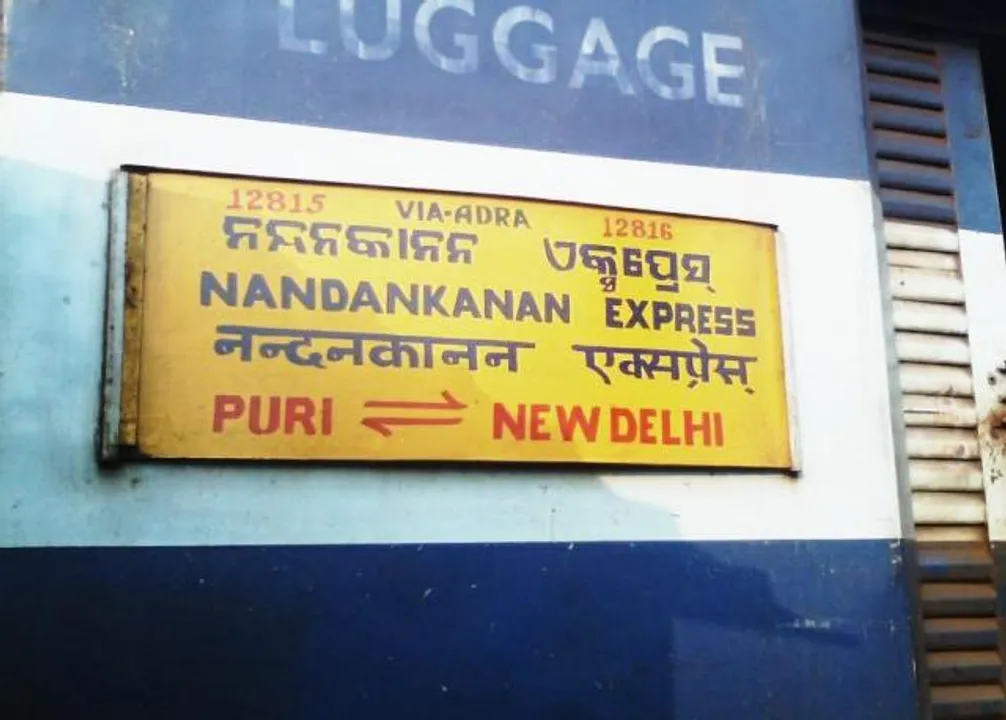 LUGGAGE
12815 VIA-ADRA 12816
ନନ୍ଦନକାନନ ଏକ୍ସପ୍ରେସ୍
NANDANKANAN EXPRESS
नन्दनकानन एक्सप्रेस्
PURI ⇌ NEW DELHI